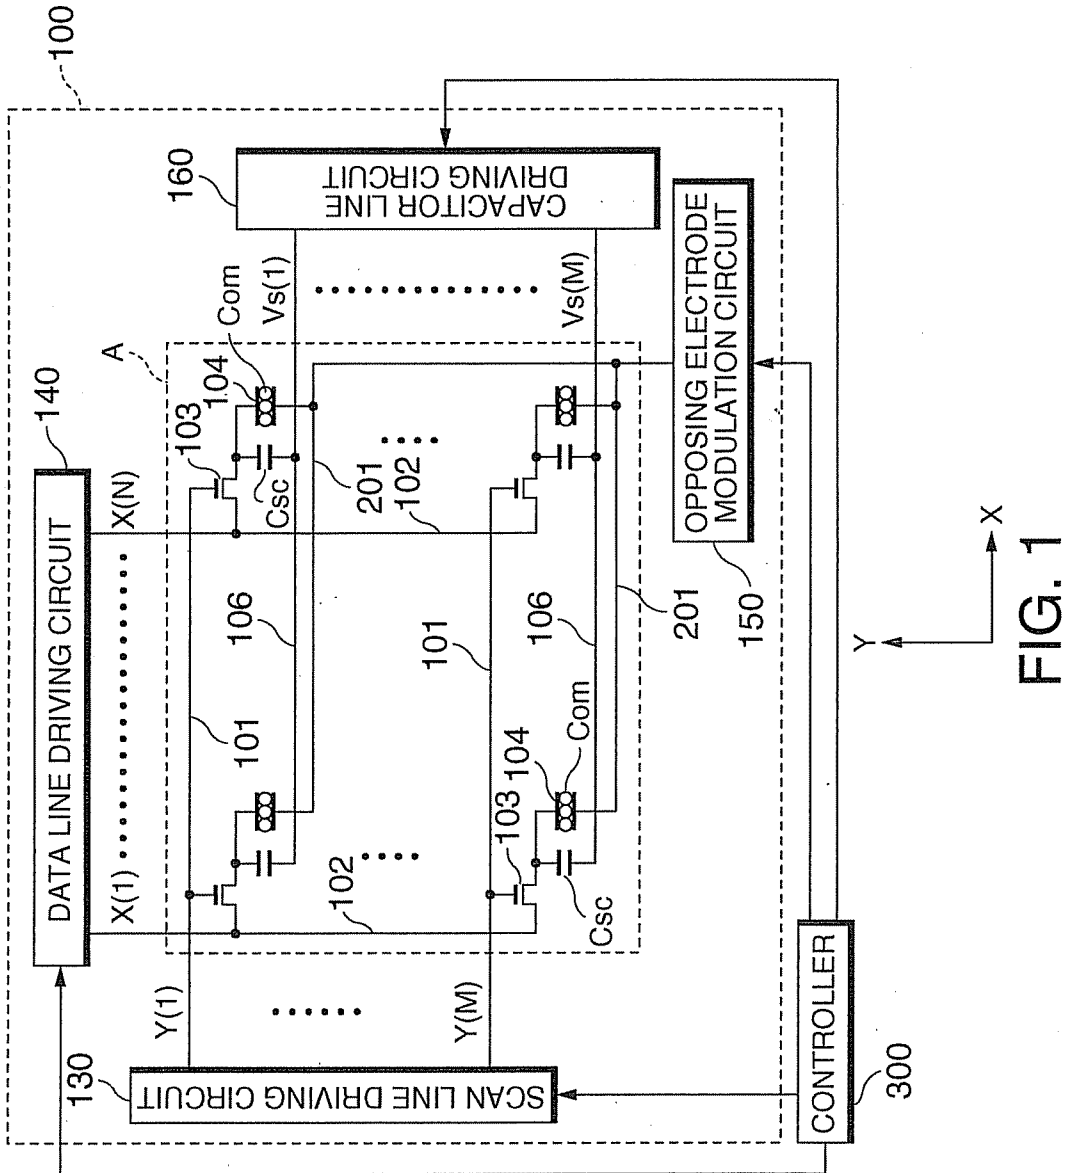 100
DATA LINE DRIVING CIRCUIT
140
X(1)
X(N)
A
160
CAPACITOR LINE
DRIVING CIRCUIT
130
SCAN LINE DRIVING CIRCUIT
Y(1)
101
103
104
Com
Vs(1)
106
Csc
201
102
102
101
Y(M)
103
104
Com
Csc
106
201
Vs(M)
OPPOSING ELECTRODE
MODULATION CIRCUIT
150
CONTROLLER
300
Y
X
FIG. 1